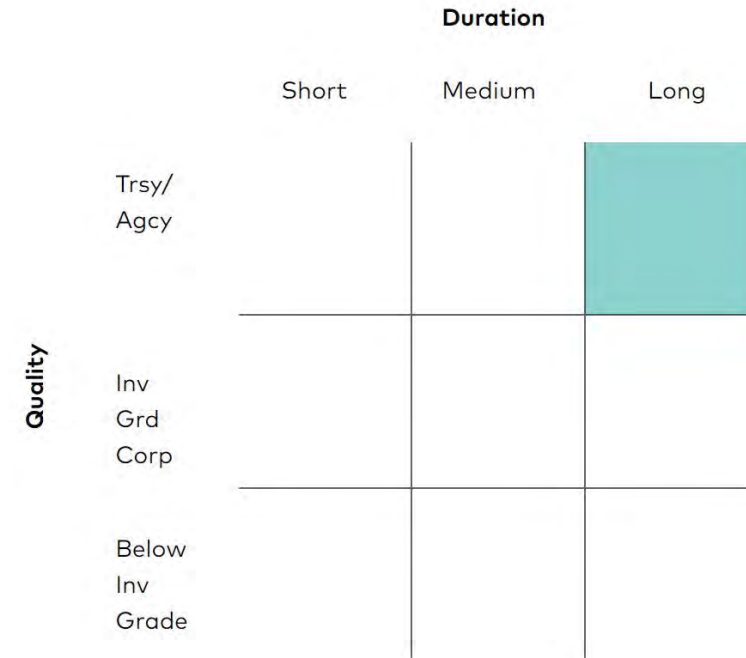 Duration
Short Medium Long
Trsy/
Agcy
Quality
Inv
Grd
Corp
Below
Inv
Grade